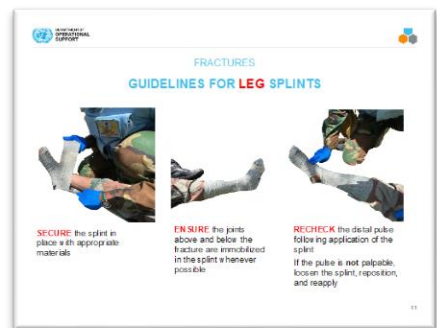 DEPARTMENT OF
OPERATIONAL
SUPPORT
FRACTURES
GUIDELINES FOR LEG SPLINTS
SECURE the splint in
place with appropriate
materials
ENSURE the joints
above and below the
fracture are immobilized
in the splint whenever
possible
RECHECK the distal pulse
following application of the
splint
If the pulse is not palpable,
loosen the splint, reposition,
and reapply
11